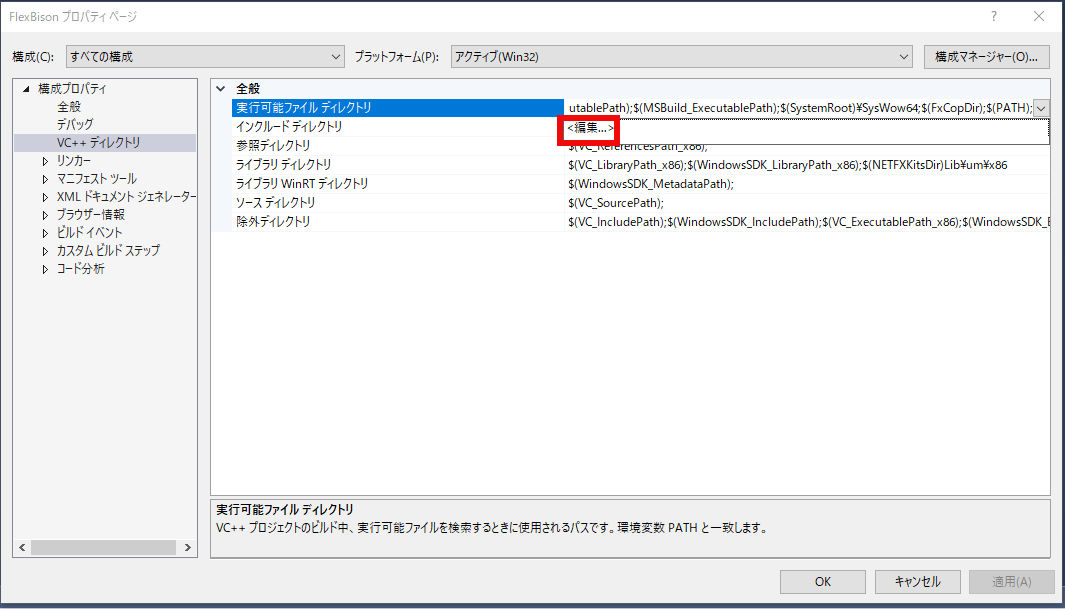 FlexBison プロパティ ページ
?
構成(C): すべての構成 プラットフォーム(P): アクティブ(Win32) 構成マネージャー(O)...
構成プロパティ
全般
デバッグ
VC++ ディレクトリ
リンカー
マニフェスト ツール
XML ドキュメント ジェネレーター
ブラウザー情報
ビルド イベント
カスタム ビルド ステップ
コード分析
全般
実行可能ファイル ディレクトリ utablePath);$(MSBuild_ExecutablePath);$(SystemRoot)¥SysWow64;$(FxCopDir);$(PATH);
インクルード ディレクトリ <編集...>
参照ディレクトリ $(VC_ReferencesPath_x86);
ライブラリ ディレクトリ $(VC_LibraryPath_x86);$(WindowsSDK_LibraryPath_x86);$(NETFXKitsDir)Lib¥um¥x86
ライブラリ WinRT ディレクトリ $(WindowsSDK_MetadataPath);
ソース ディレクトリ $(VC_SourcePath);
除外ディレクトリ $(VC_IncludePath);$(WindowsSDK_IncludePath);$(VC_ExecutablePath_x86);$(WindowsSDK_E
実行可能ファイル ディレクトリ
VC++ プロジェクトのビルド中、実行可能ファイルを検索するときに使用されるパスです。環境変数 PATH と一致します。
OK キャンセル 適用(A)